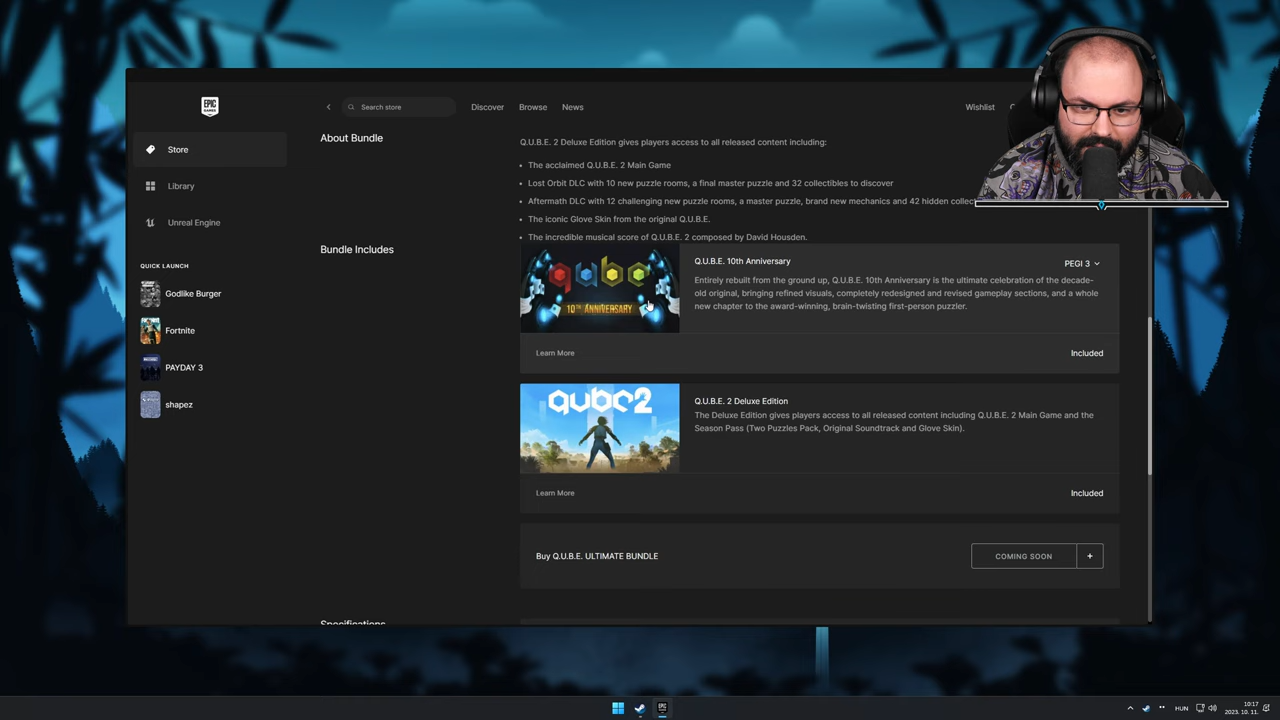 EPIC GAMES
Search store
Discover
Browse
News
Wishlist
Store
Library
Unreal Engine
QUICK LAUNCH
Godlike Burger
Fortnite
PAYDAY 3
shapez
About Bundle
Q.U.B.E. 2 Deluxe Edition gives players access to all released content including:
• The acclaimed Q.U.B.E. 2 Main Game
• Lost Orbit DLC with 10 new puzzle rooms, a final master puzzle and 32 collectibles to discover
• Aftermath DLC with 12 challenging new puzzle rooms, a master puzzle, brand new mechanics and 42 hidden
• The iconic Glove Skin from the original Q.U.B.E.
• The incredible musical score of Q.U.B.E. 2 composed by David Housden.
Bundle Includes
qube
10TH ANNIVERSARY
Q.U.B.E. 10th Anniversary
PEGI 3
Entirely rebuilt from the ground up, Q.U.B.E. 10th Anniversary is the ultimate celebration of the decade-
old original, bringing refined visuals, completely redesigned and revised gameplay sections, and a whole
new chapter to the award-winning, brain-twisting first-person puzzler.
Learn More
Included
qube2
Q.U.B.E. 2 Deluxe Edition
The Deluxe Edition gives players access to all released content including Q.U.B.E. 2 Main Game and the
Season Pass (Two Puzzles Pack, Original Soundtrack and Glove Skin).
Learn More
Included
Buy Q.U.B.E. ULTIMATE BUNDLE
COMING SOON
+
Specifications
HUN
10:17
2023. 10. 11.